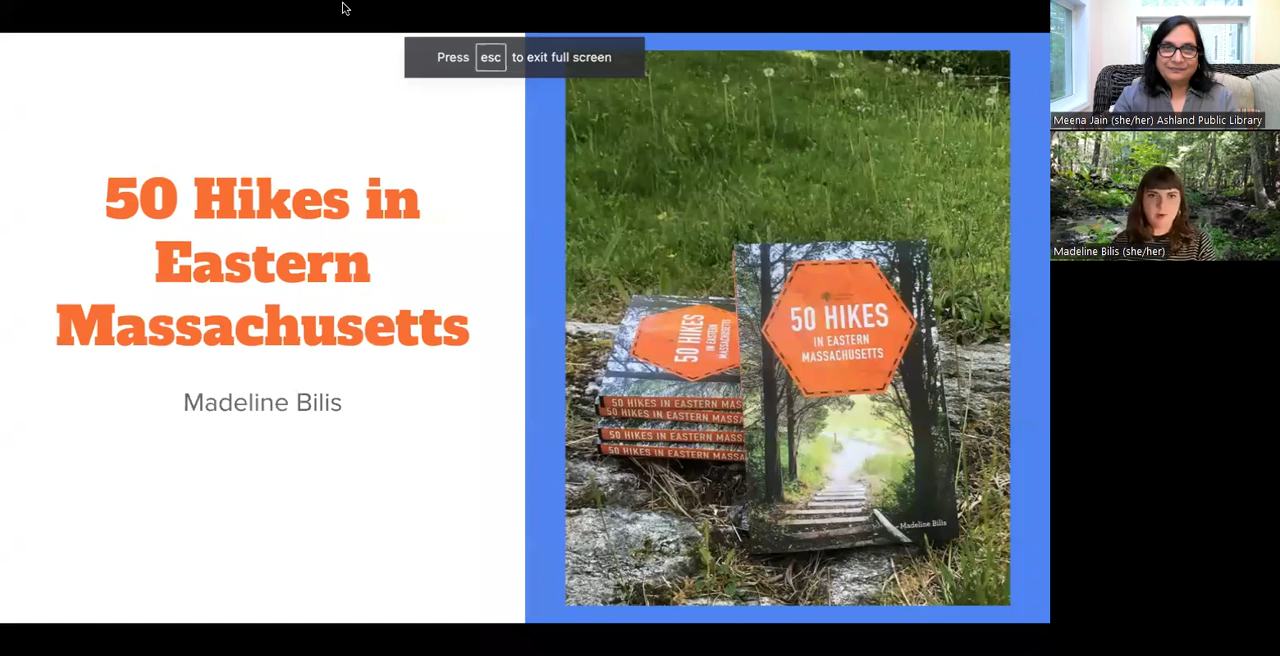 Press esc to exit full screen
50 Hikes in
Eastern
Massachusetts
Madeline Bilis
50 HIKES
IN EASTERN
MASSACHUSETTS
50 HIKES IN EASTERN MAS
50 HIKES IN EASTERN MASSA
50 HIKES IN EASTERN MASSA
50 HIKES IN EASTERN MASSA
50 HIKES
IN EASTERN
MASSACHUSETTS
Madeline Bilis
Meena Jain (she/her) Ashland Public Library
Madeline Bilis (she/her)